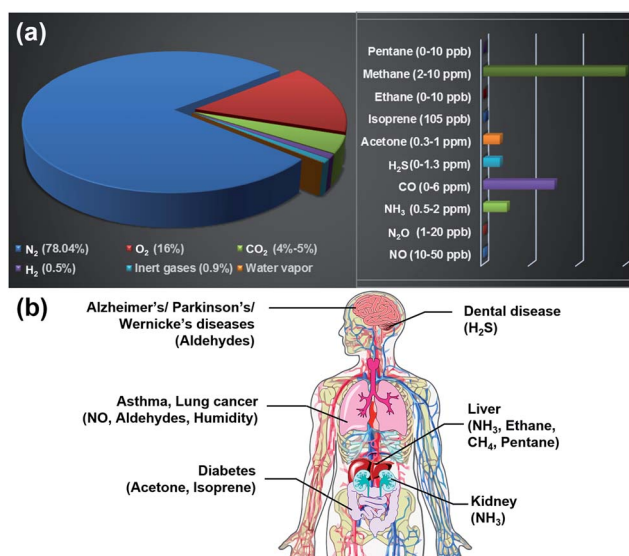 (a)
N₂ (78.04%)
O₂ (16%)
CO₂ (4%-5%)
H₂ (0.5%)
Inert gases (0.9%)
Water vapor
Pentane (0-10 ppb)
Methane (2-10 ppm)
Ethane (0-10 ppb)
Isoprene (105 ppb)
Acetone (0.3-1 ppm)
H₂S (0-1.3 ppm)
CO (0-6 ppm)
NH₃ (0.5-2 ppm)
N₂O (1-20 ppb)
NO (10-50 ppb)
(b)
Alzheimer's/ Parkinson's/
Wernicke's diseases
(Aldehydes)
Dental disease
(H₂S)
Asthma, Lung cancer
(NO, Aldehydes, Humidity)
Liver
(NH₃, Ethane,
CH₄, Pentane)
Diabetes
(Acetone, Isoprene)
Kidney
(NH₃)